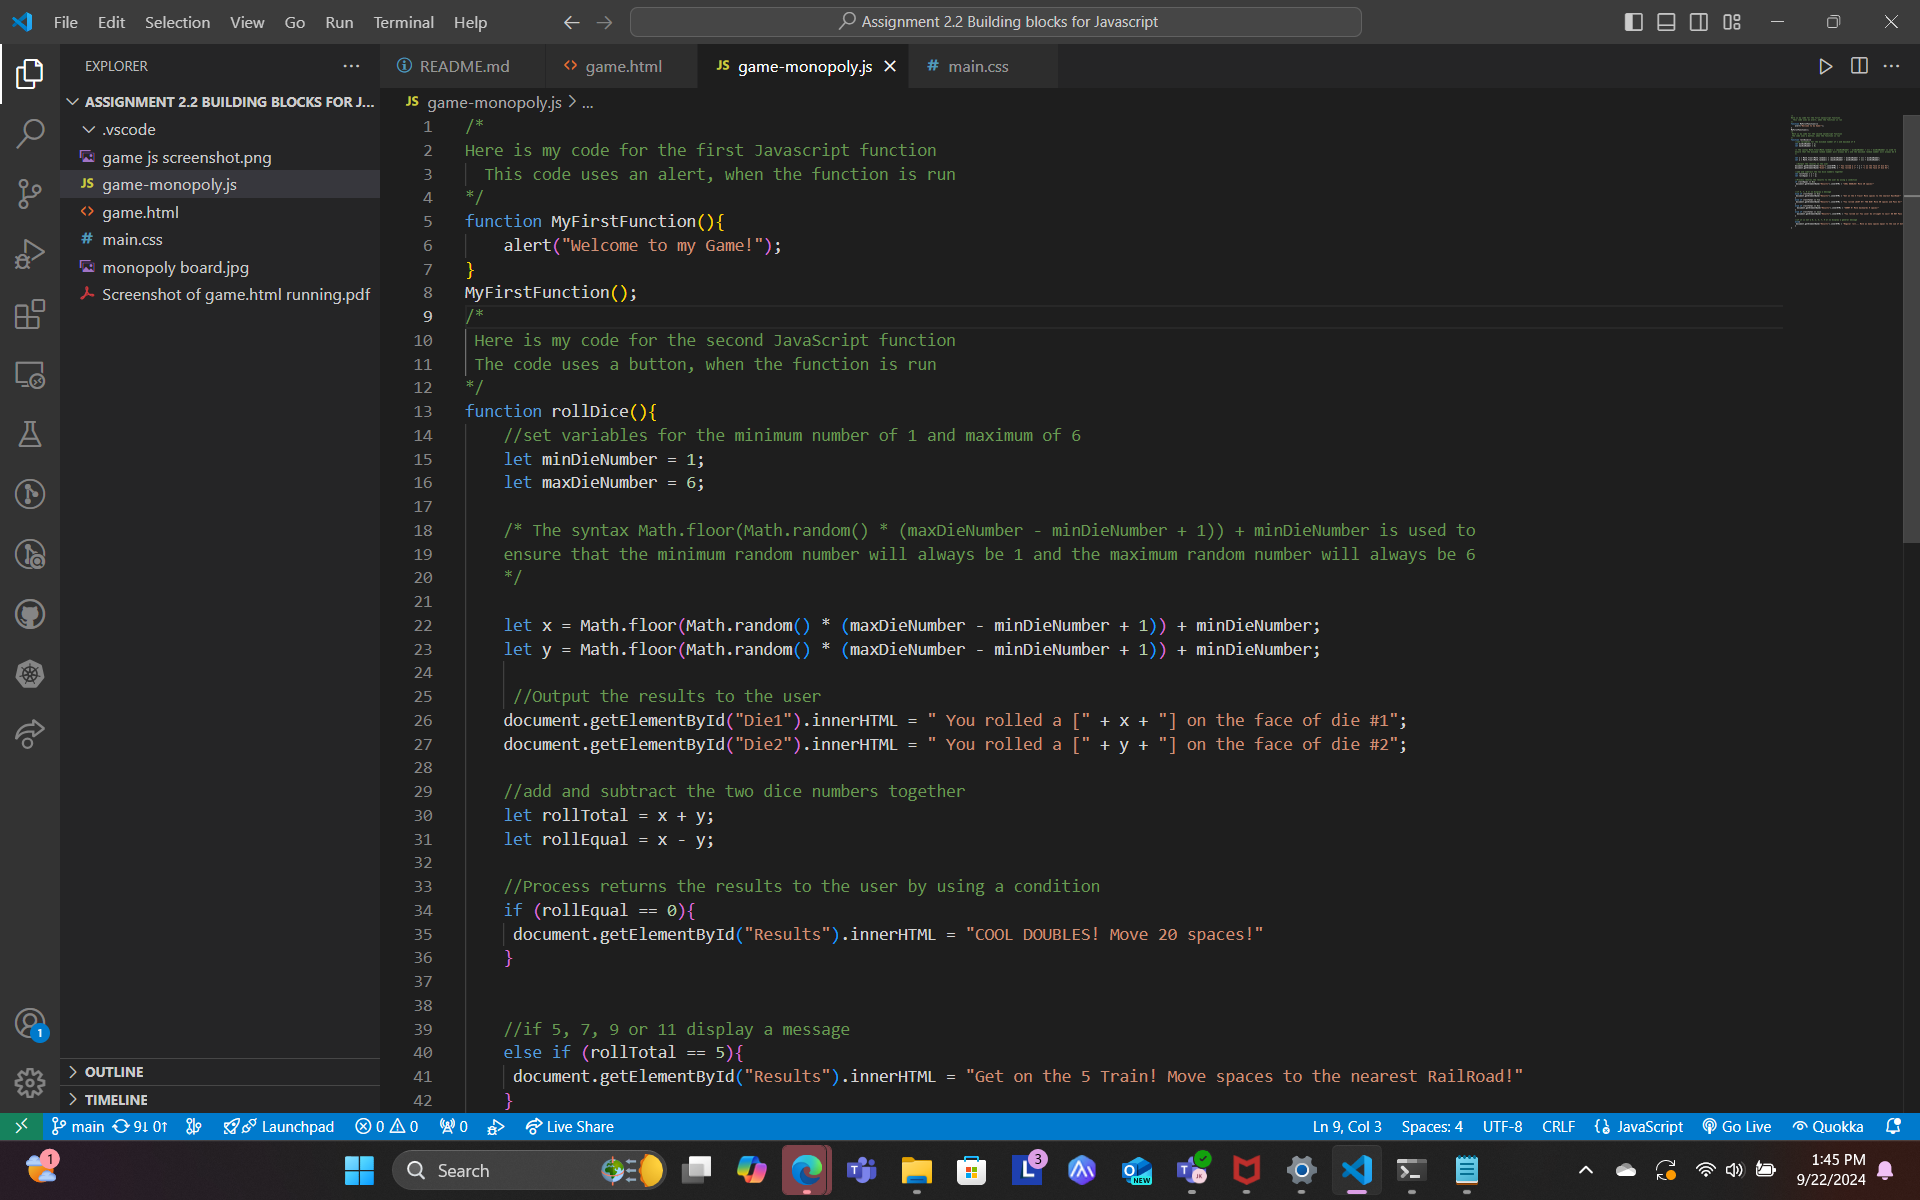 File Edit Selection View Go Run Terminal Help
Assignment 2.2 Building blocks for Javascript
EXPLORER
README.md
game.html
JS game-monopoly.js
# main.css
ASSIGNMENT 2.2 BUILDING BLOCKS FOR J...
.vscode
game js screenshot.png
JS game-monopoly.js
<> game.html
# main.css
monopoly board.jpg
Screenshot of game.html running.pdf
JS game-monopoly.js > ...
1 /*
2 Here is my code for the first Javascript function
3 This code uses an alert, when the function is run
4 */
5 function MyFirstFunction(){
6 alert("Welcome to my Game!");
7 }
8 MyFirstFunction();
9 /*
10 Here is my code for the second JavaScript function
11 The code uses a button, when the function is run
12 */
13 function rollDice(){
14 //set variables for the minimum number of 1 and maximum of 6
15 let minDieNumber = 1;
16 let maxDieNumber = 6;
17
18 /* The syntax Math.floor(Math.random() * (maxDieNumber - minDieNumber + 1)) + minDieNumber is used to
19 ensure that the minimum random number will always be 1 and the maximum random number will always be 6
20 */
21
22 let x = Math.floor(Math.random() * (maxDieNumber - minDieNumber + 1)) + minDieNumber;
23 let y = Math.floor(Math.random() * (maxDieNumber - minDieNumber + 1)) + minDieNumber;
24
25 //Output the results to the user
26 document.getElementById("Die1").innerHTML = " You rolled a [" + x + "] on the face of die #1";
27 document.getElementById("Die2").innerHTML = " You rolled a [" + y + "] on the face of die #2";
28
29 //add and subtract the two dice numbers together
30 let rollTotal = x + y;
31 let rollEqual = x - y;
32
33 //Process returns the results to the user by using a condition
34 if (rollEqual == 0){
35 document.getElementById("Results").innerHTML = "COOL DOUBLES! Move 20 spaces!"
36 }
37
38
39 //if 5, 7, 9 or 11 display a message
40 else if (rollTotal == 5){
41 document.getElementById("Results").innerHTML = "Get on the 5 Train! Move spaces to the nearest RailRoad!"
42 }
1
OUTLINE
TIMELINE
main 9↓ 0↑ Launchpad 0 0 0 Live Share
Ln 9, Col 3 Spaces: 4 UTF-8 CRLF JavaScript Go Live Quokka
1
Search
3
NEW
1:45 PM
9/22/2024